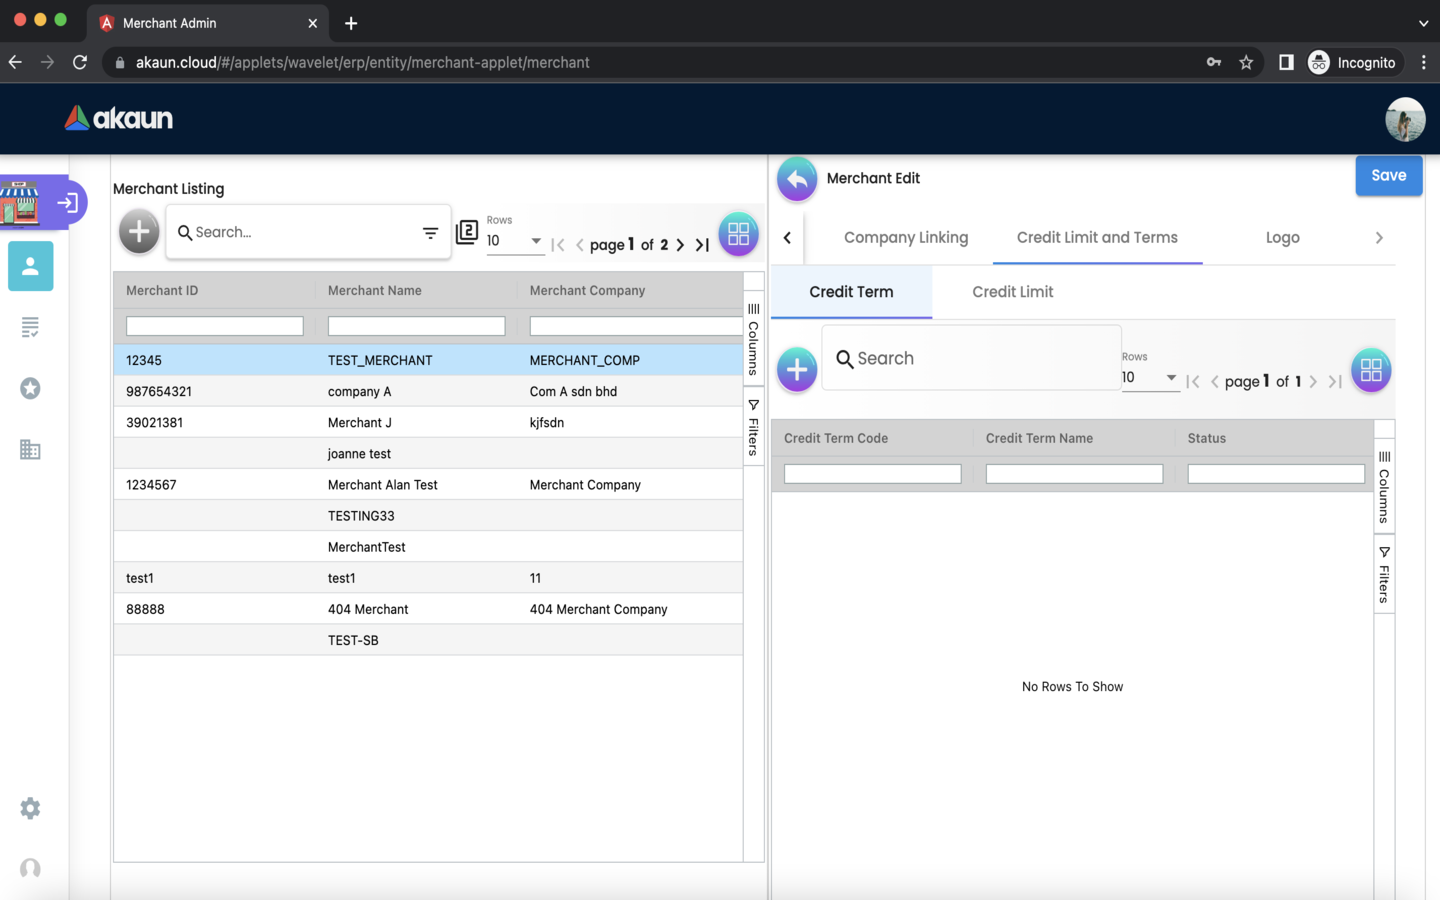 Merchant Admin
akaun.cloud/#/applets/wavelet/erp/entity/merchant-applet/merchant
Incognito
akaun
SHOP
Merchant Listing
Search...
2
Rows
10
page 1 of 2
Merchant ID Merchant Name Merchant Company
12345 TEST_MERCHANT MERCHANT_COMP
987654321 company A Com A sdn bhd
39021381 Merchant J kjfsdn
joanne test
1234567 Merchant Alan Test Merchant Company
TESTING33
MerchantTest
test1 test1 11
88888 404 Merchant 404 Merchant Company
TEST-SB
Columns
Filters
Merchant Edit
Save
Company Linking Credit Limit and Terms Logo
Credit Term Credit Limit
Search
Rows
10
page 1 of 1
Credit Term Code Credit Term Name Status
No Rows To Show
Columns
Filters